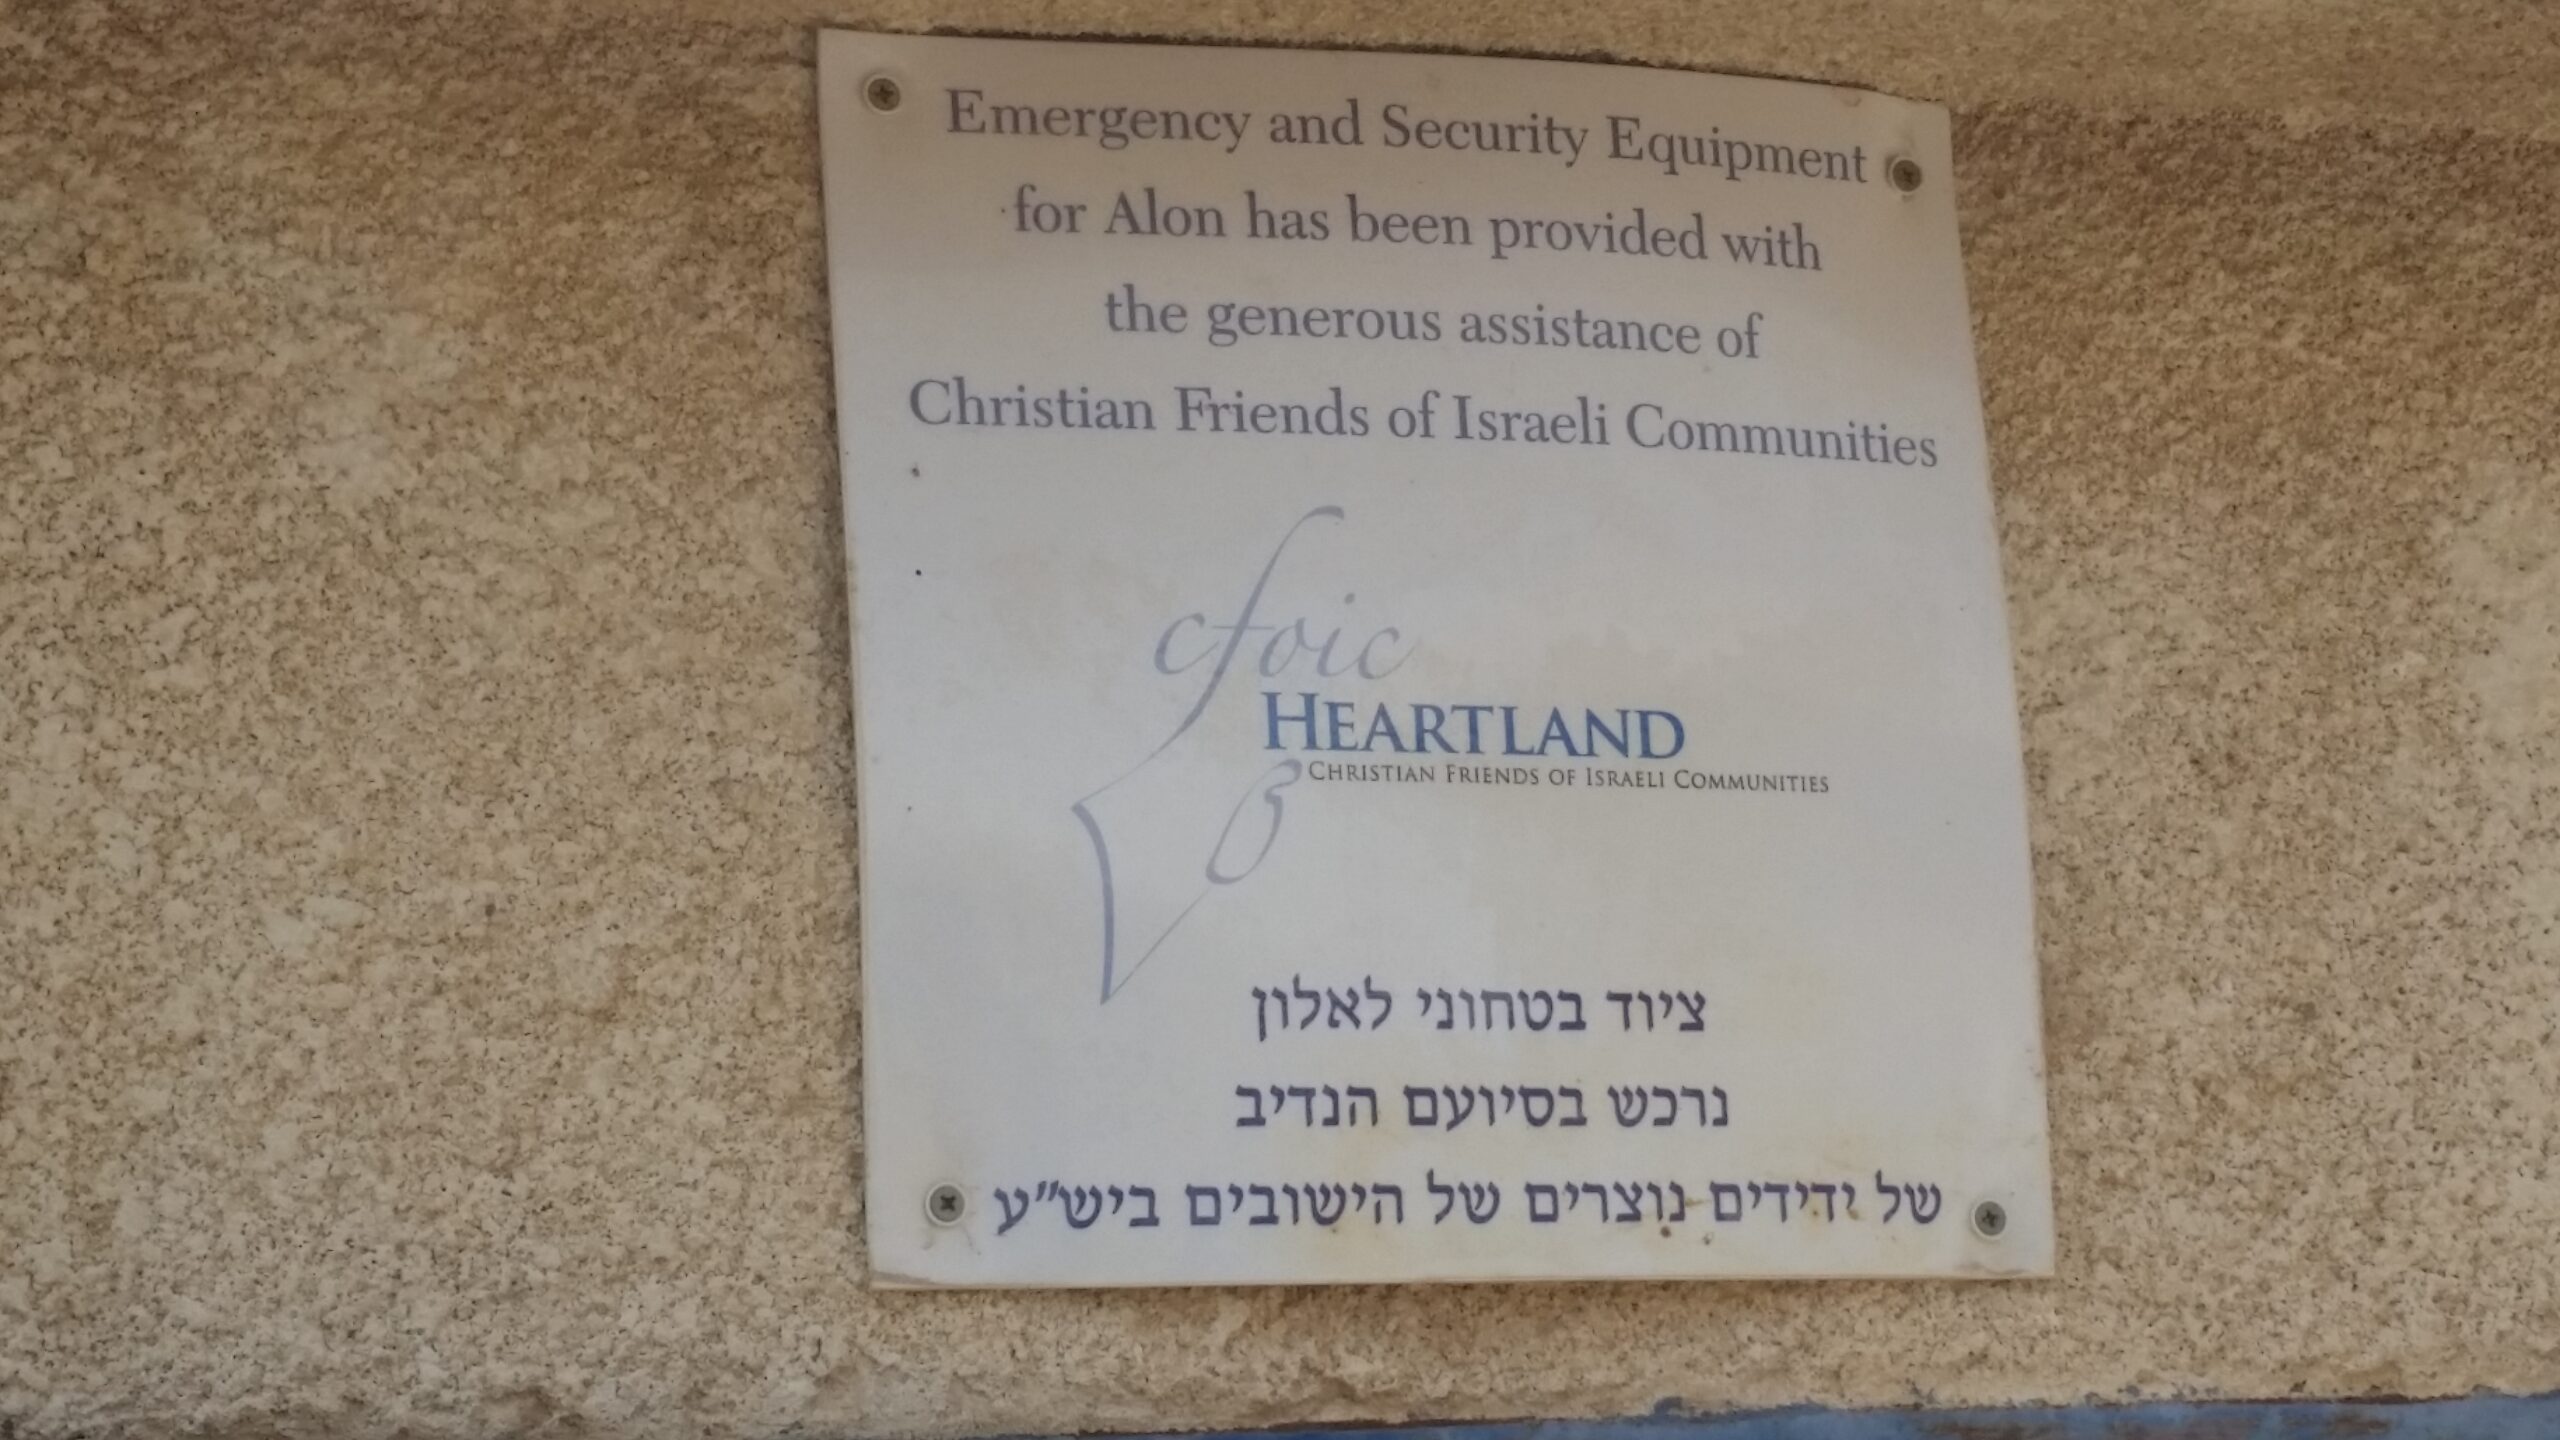 Emergency and Security Equipment
for Alon has been provided with
the generous assistance of
Christian Friends of Israeli Communities
cfoic
HEARTLAND
CHRISTIAN FRIENDS OF ISRAELI COMMUNITIES
ציוד בטחוני לאלון
נרכש בסיועם הנדיב
של ידידים נוצרים של הישובים ביש״ע